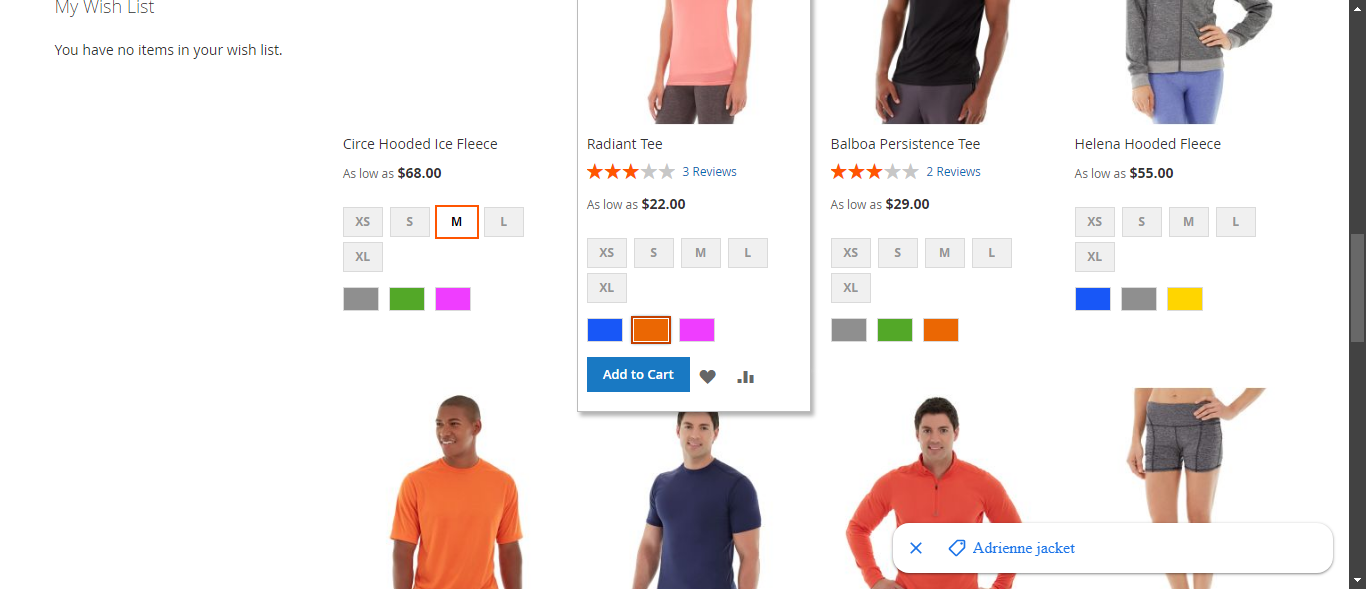 My Wish List
You have no items in your wish list.
Circe Hooded Ice Fleece
As low as $68.00
XS S M L
XL
Radiant Tee
3 Reviews
As low as $22.00
XS S M L
XL
Add to Cart
Balboa Persistence Tee
2 Reviews
As low as $29.00
XS S M L
XL
Helena Hooded Fleece
As low as $55.00
XS S M L
XL
Adrienne jacket